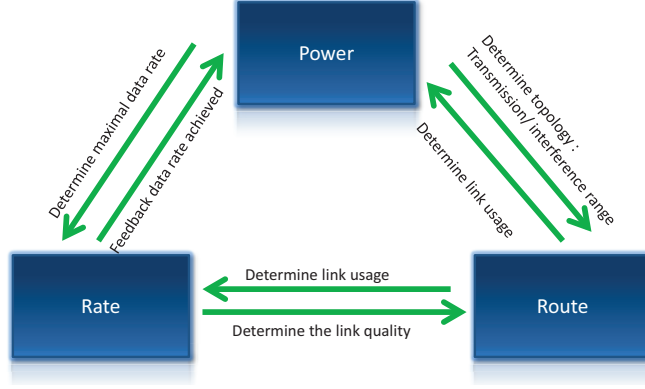 Power
Determine maximal data rate
Feedback data rate achieved
Determine topology :
Transmission/ interference range
Determine link usage
Rate
Determine link usage
Determine the link quality
Route